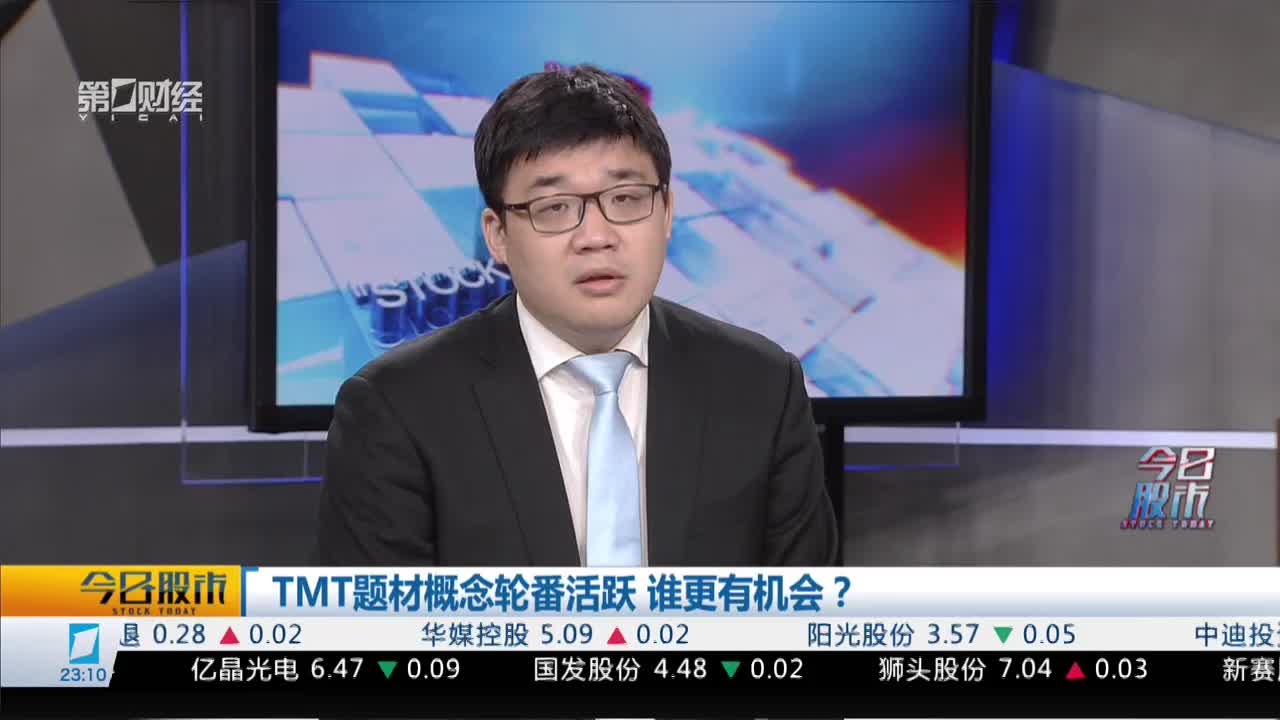 第一财经
YICAI
"STOCK
今日
股市
STOCK TODAY
今日股市
STOCK TODAY
TMT题材概念轮番活跃 谁更有机会？
退 0.28 ▲ 0.02 华媒控股 5.09 ▲ 0.02 阳光股份 3.57 ▼ 0.05 中迪投
23:10
亿晶光电 6.47 ▼ 0.09 国发股份 4.48 ▼ 0.02 狮头股份 7.04 ▲ 0.03 新赛